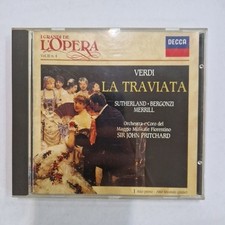 I GRANDI DE
L'OPERA
DECCA
VERDI
LA TRAVIATA
SUTHERLAND · BERGONZI
MERRILL
Orchestra e Coro del
Maggio Musicale Fiorentino
SIR JOHN PRITCHARD